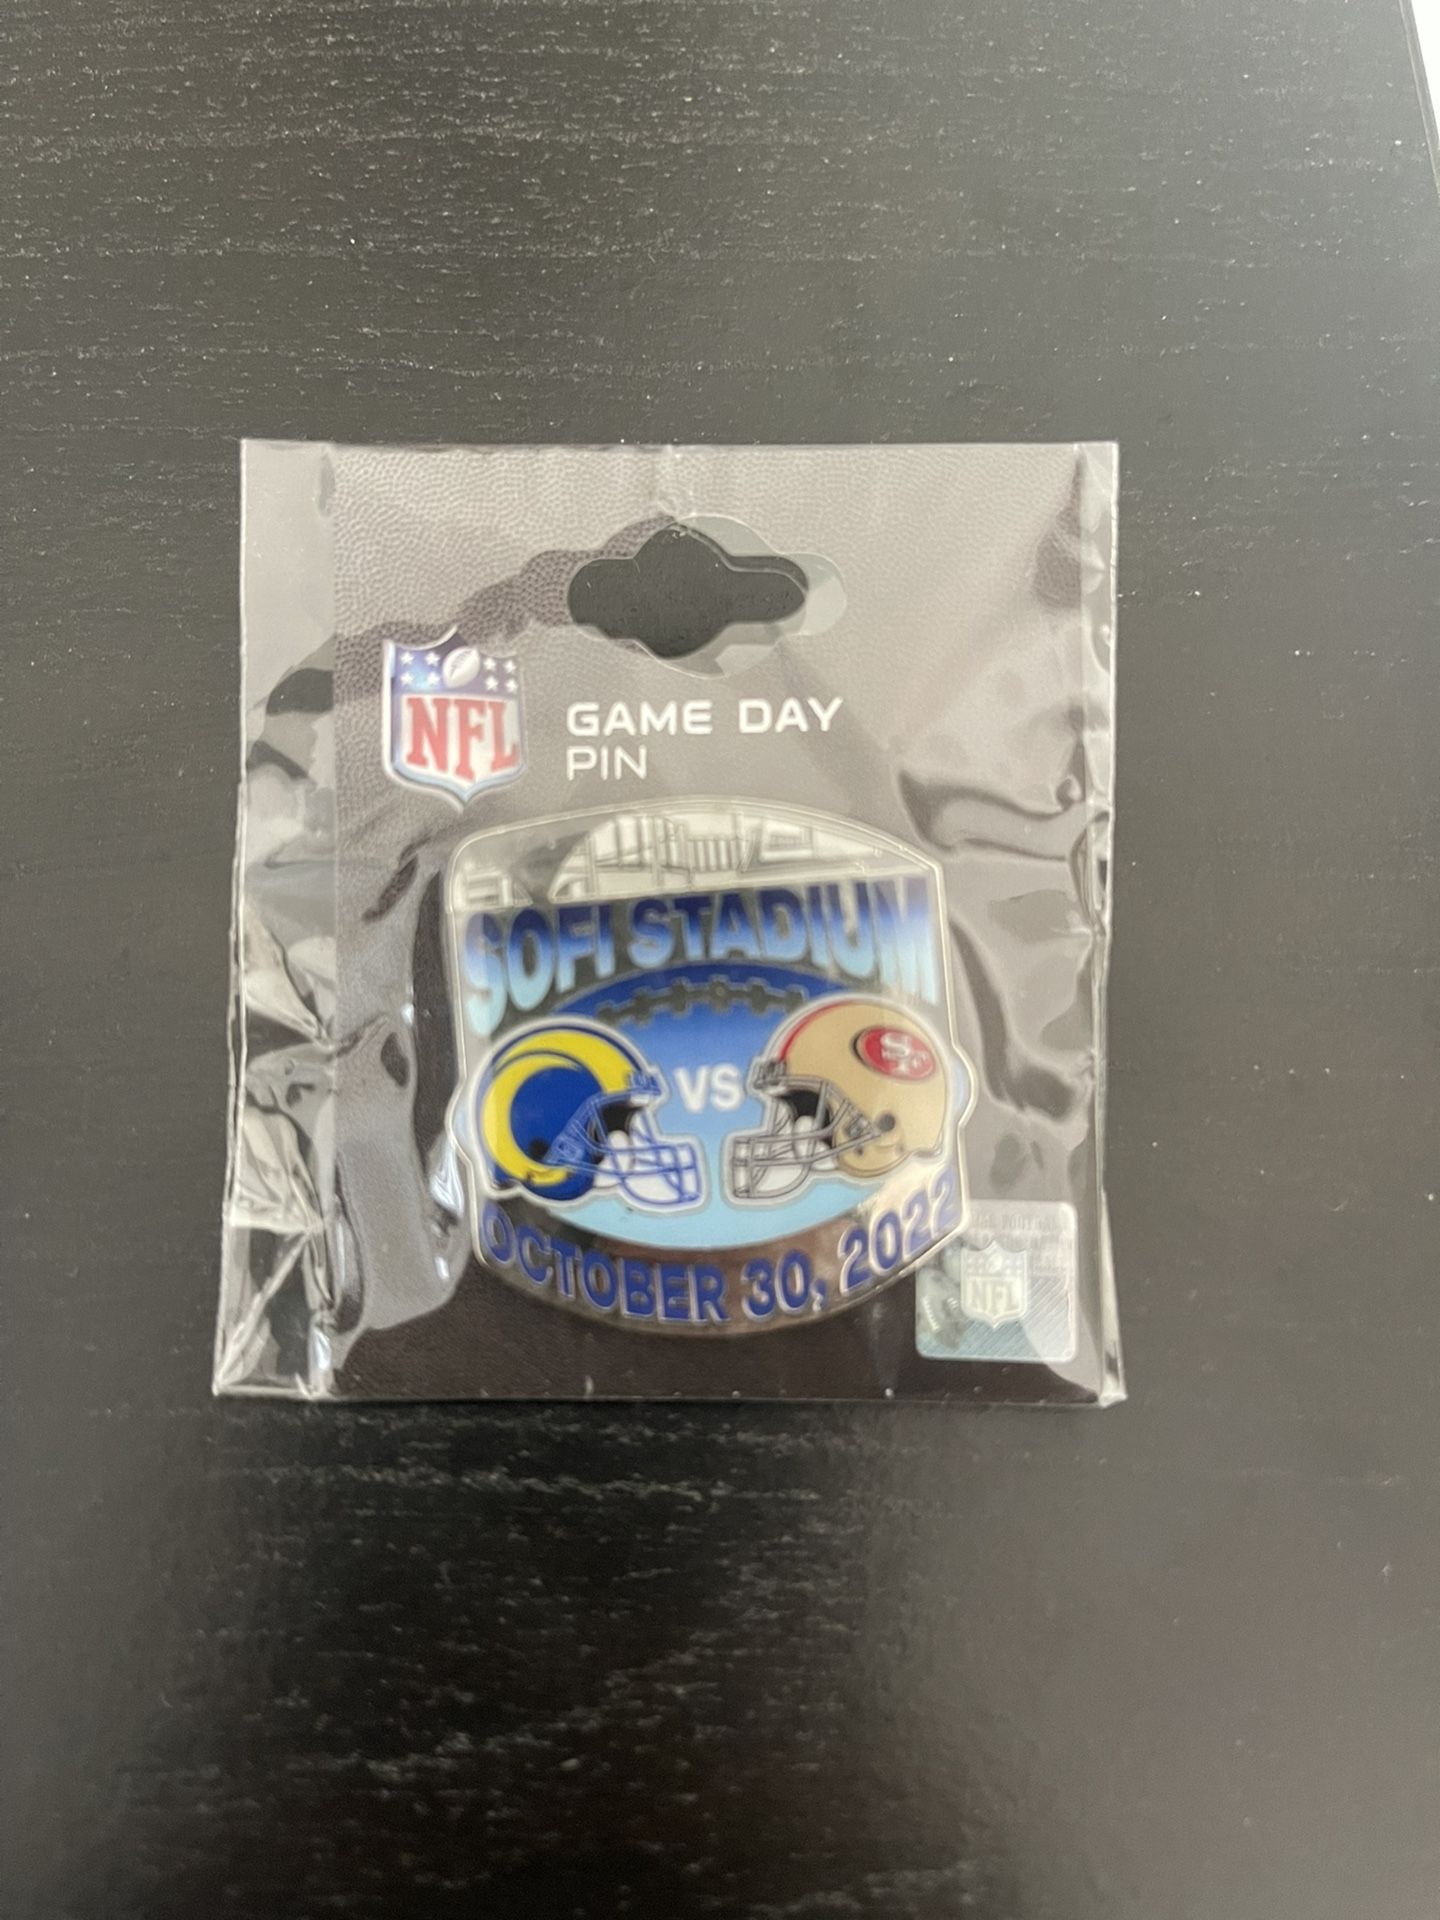 NFL
GAME DAY
PIN
SOFI STADIUM
SF
VS
OCTOBER 30, 2022
NFL